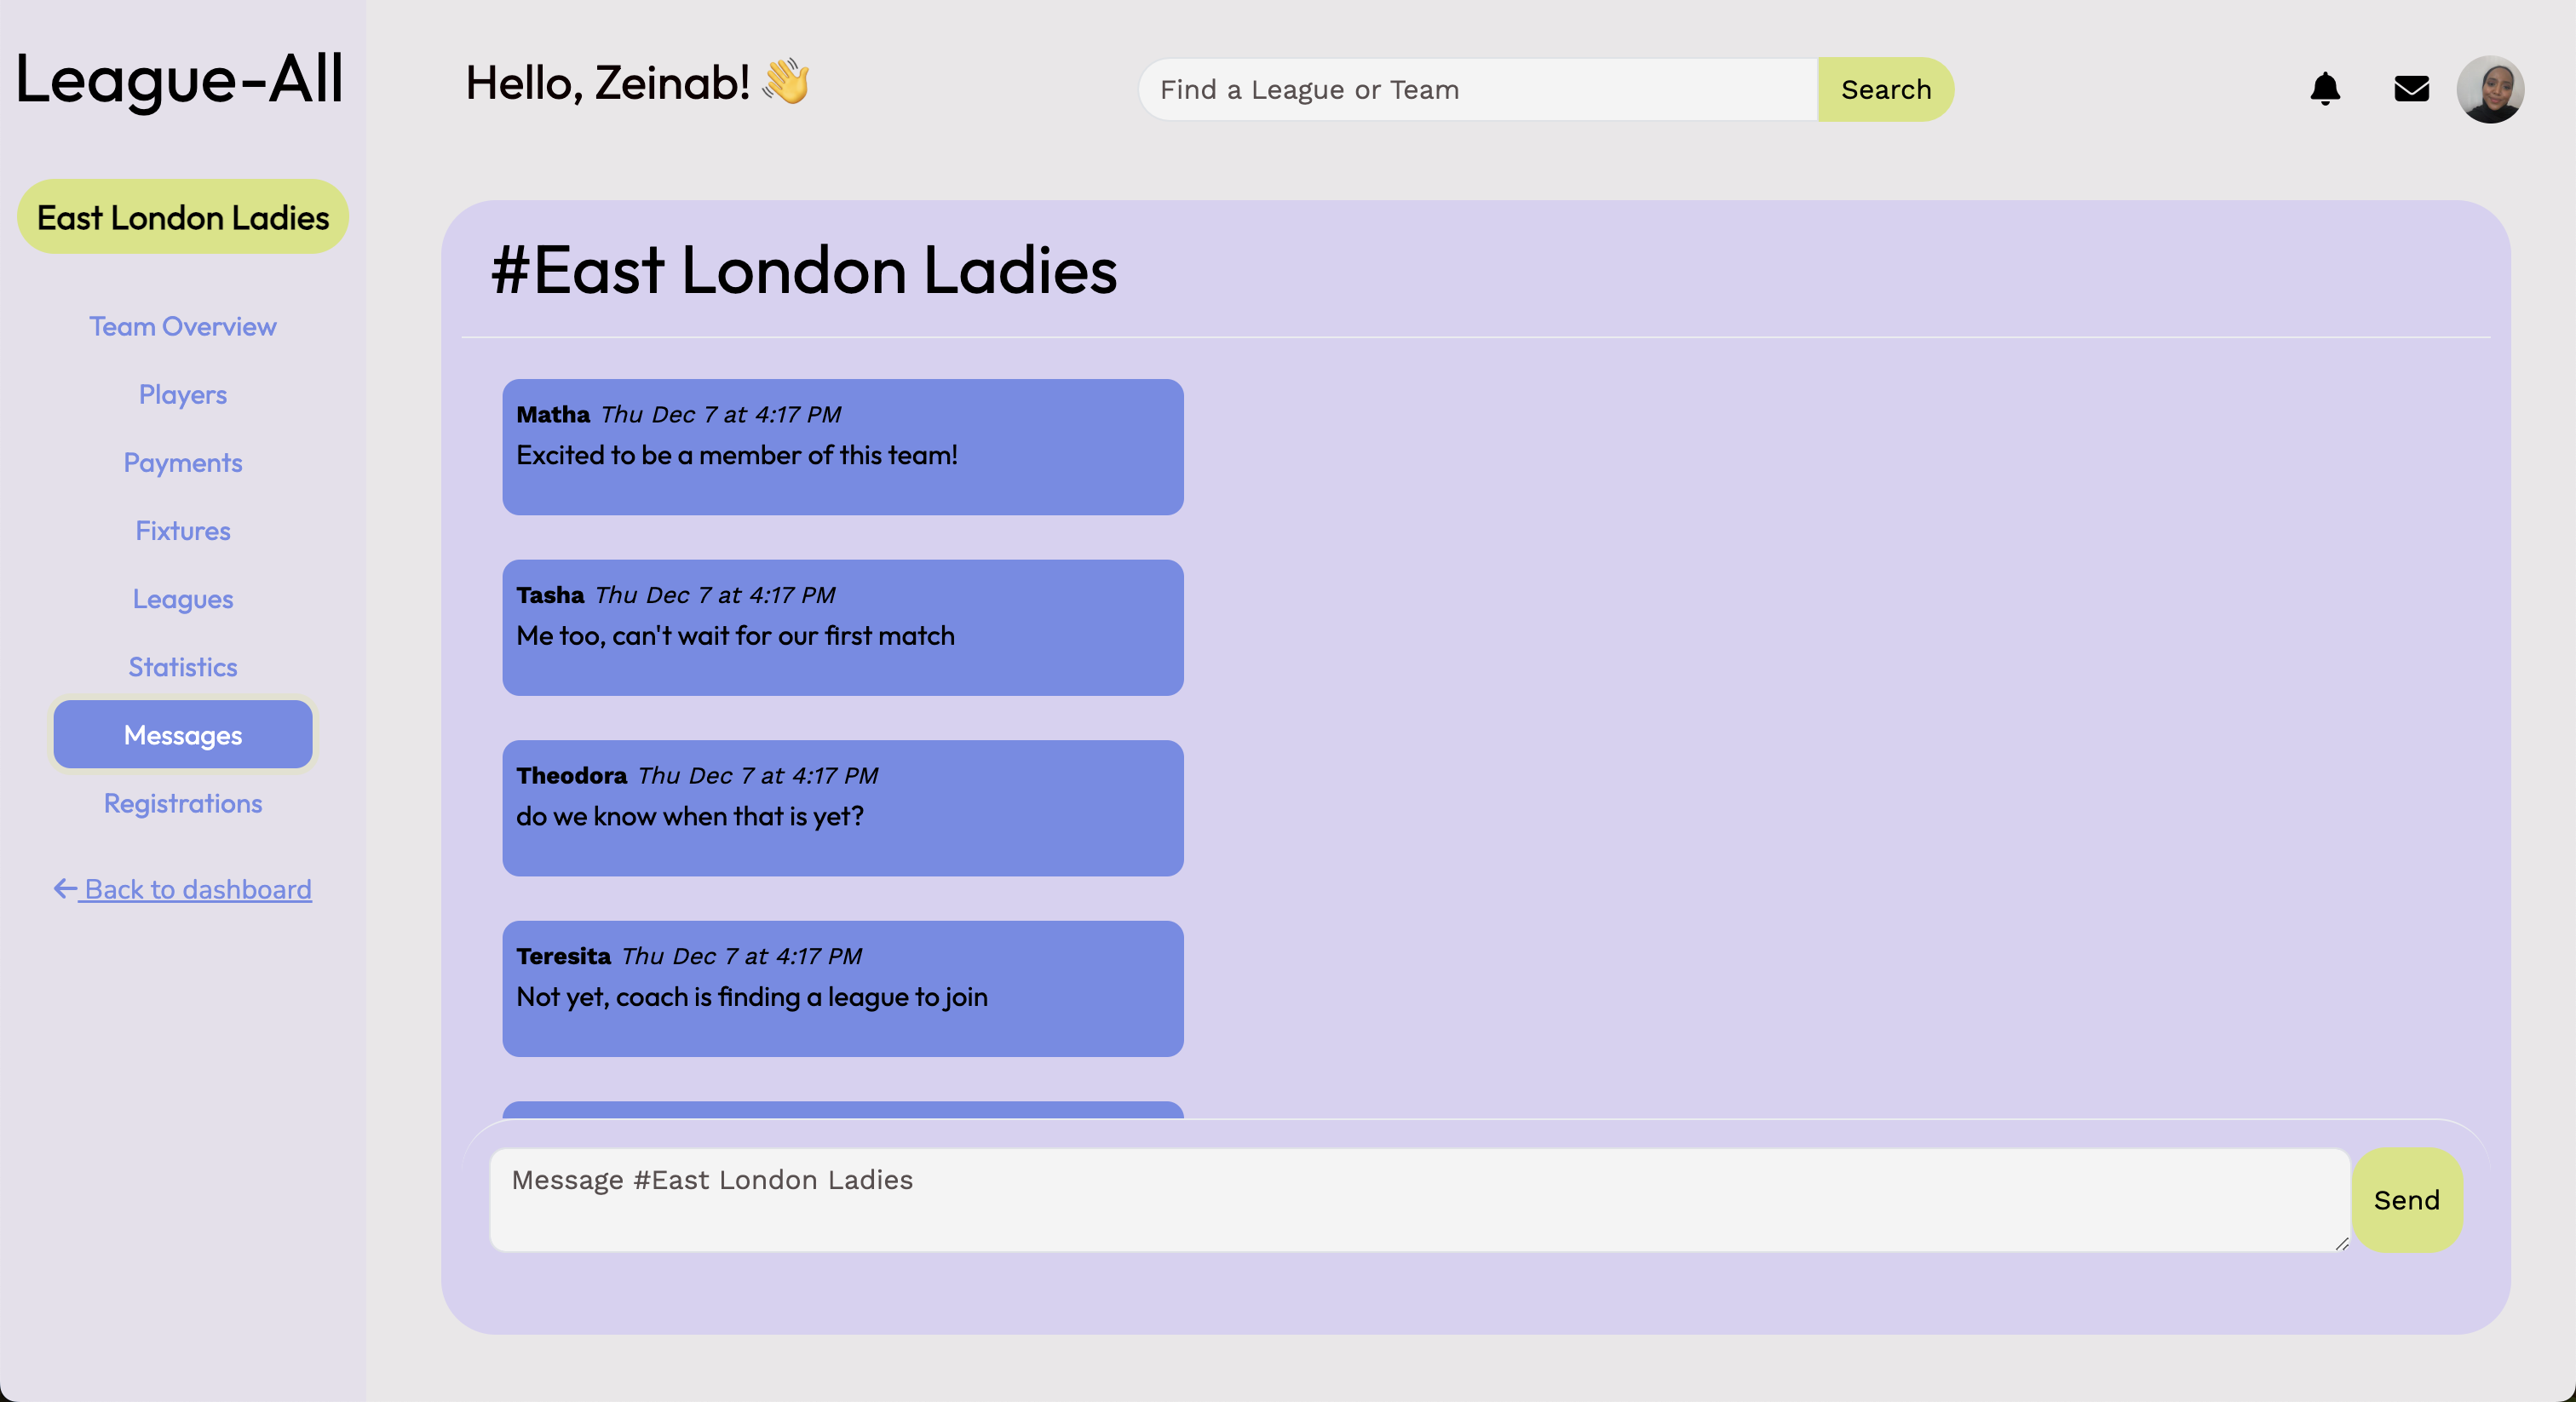 League-All
Hello, Zeinab! 👋
Find a League or Team
Search
East London Ladies
Team Overview
Players
Payments
Fixtures
Leagues
Statistics
Messages
Registrations
Back to dashboard
#East London Ladies
Matha Thu Dec 7 at 4:17 PM
Excited to be a member of this team!
Tasha Thu Dec 7 at 4:17 PM
Me too, can't wait for our first match
Theodora Thu Dec 7 at 4:17 PM
do we know when that is yet?
Teresita Thu Dec 7 at 4:17 PM
Not yet, coach is finding a league to join
Message #East London Ladies
Send